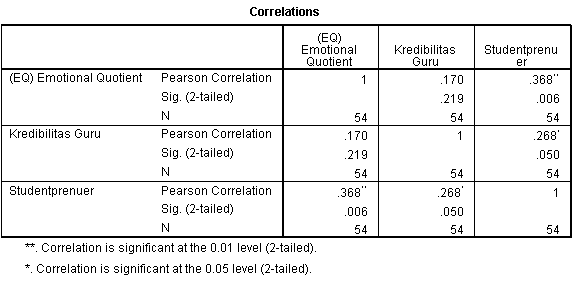 Correlations
(EQ) Emotional Quotient Kredibilitas Guru Studentprenuer
(EQ) Emotional Quotient Pearson Correlation 1 .170 .368**
Sig. (2-tailed) .219 .006
N 54 54 54
Kredibilitas Guru Pearson Correlation .170 1 .268*
Sig. (2-tailed) .219 .050
N 54 54 54
Studentprenuer Pearson Correlation .368** .268* 1
Sig. (2-tailed) .006 .050
N 54 54 54
**. Correlation is significant at the 0.01 level (2-tailed).
*. Correlation is significant at the 0.05 level (2-tailed).